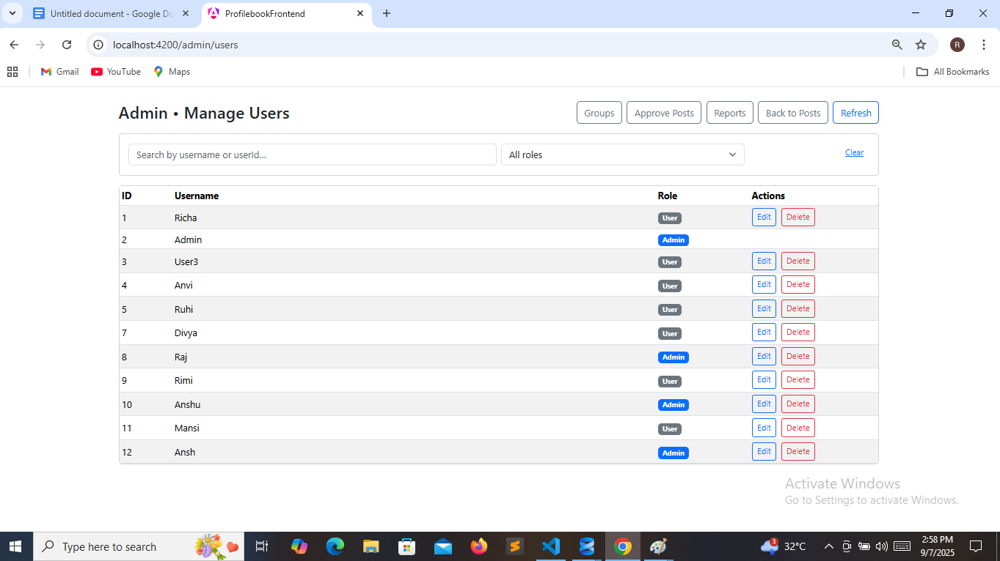 Untitled document - Google Do
ProfilebookFrontend
localhost:4200/admin/users
R
Gmail
YouTube
Maps
All Bookmarks
Admin • Manage Users
Groups
Approve Posts
Reports
Back to Posts
Refresh
Search by username or userId...
All roles
Clear
ID Username Role Actions
1 Richa User Edit Delete
2 Admin Admin
3 User3 User Edit Delete
4 Anvi User Edit Delete
5 Ruhi User Edit Delete
7 Divya User Edit Delete
8 Raj Admin Edit Delete
9 Rimi User Edit Delete
10 Anshu Admin Edit Delete
11 Mansi User Edit Delete
12 Ansh Admin Edit Delete
Activate Windows
Go to Settings to activate Windows.
Type here to search
3
32°C
2:58 PM
9/7/2025